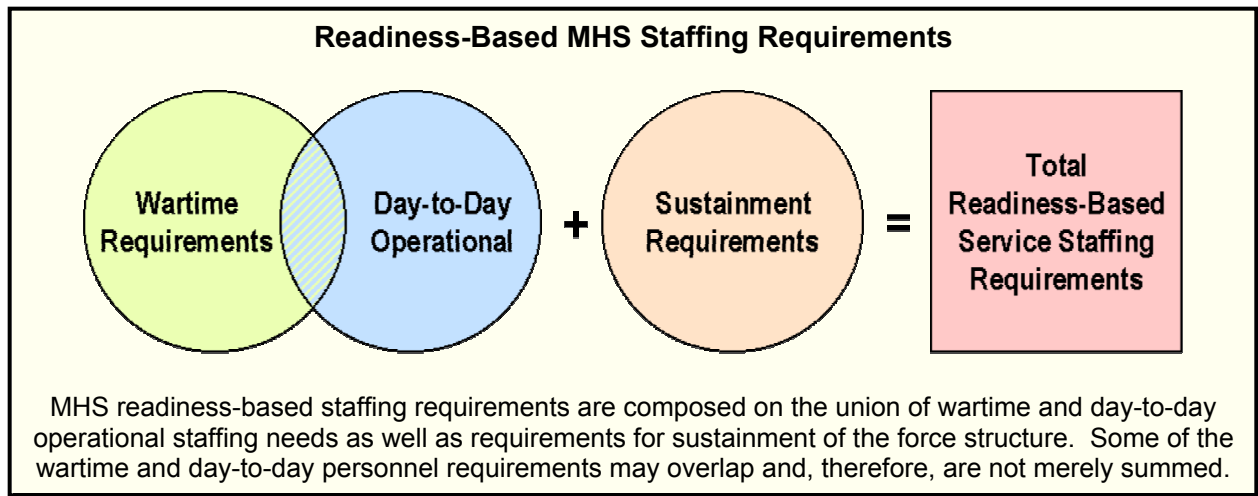 Readiness-Based MHS Staffing Requirements
Wartime
Requirements
Day-to-Day
Operational
+
Sustainment
Requirements
=
Total
Readiness-Based
Service Staffing
Requirements
MHS readiness-based staffing requirements are composed on the union of wartime and day-to-day
operational staffing needs as well as requirements for sustainment of the force structure.  Some of the
wartime and day-to-day personnel requirements may overlap and, therefore, are not merely summed.